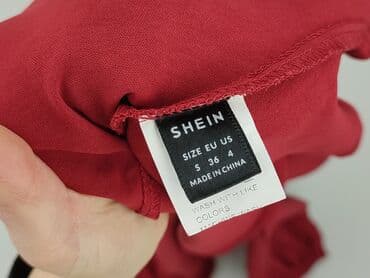 SHEIN
SIZE EU US
S 36 4
MADE IN CHINA
WASH WITH LIKE
COLORS